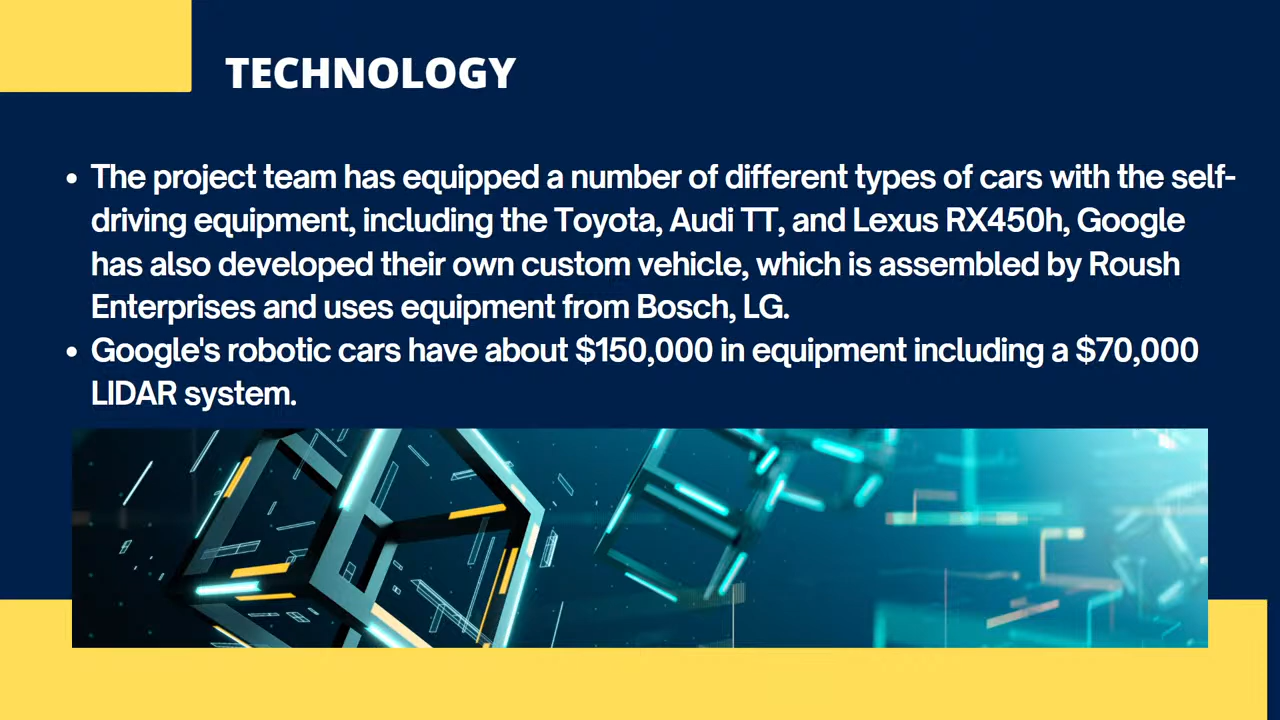 TECHNOLOGY
• The project team has equipped a number of different types of cars with the self-
driving equipment, including the Toyota, Audi TT, and Lexus RX450h, Google
has also developed their own custom vehicle, which is assembled by Roush
Enterprises and uses equipment from Bosch, LG.
• Google's robotic cars have about $150,000 in equipment including a $70,000
LIDAR system.